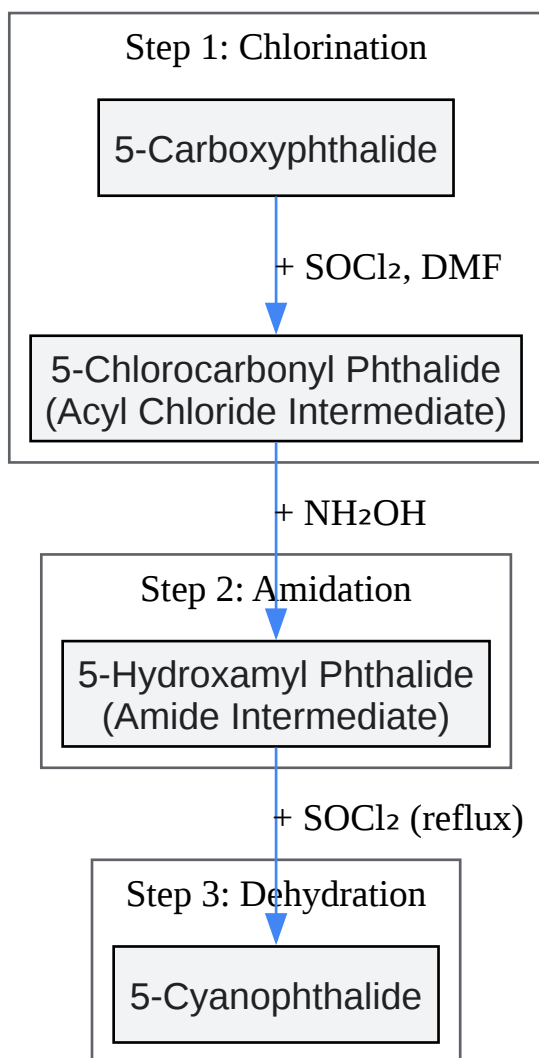 Step 1: Chlorination
5-Carboxyphthalide
+ SOCl₂, DMF
5-Chlorocarbonyl Phthalide
(Acyl Chloride Intermediate)
+ NH₂OH
Step 2: Amidation
5-Hydroxamyl Phthalide
(Amide Intermediate)
+ SOCl₂ (reflux)
Step 3: Dehydration
5-Cyanophthalide